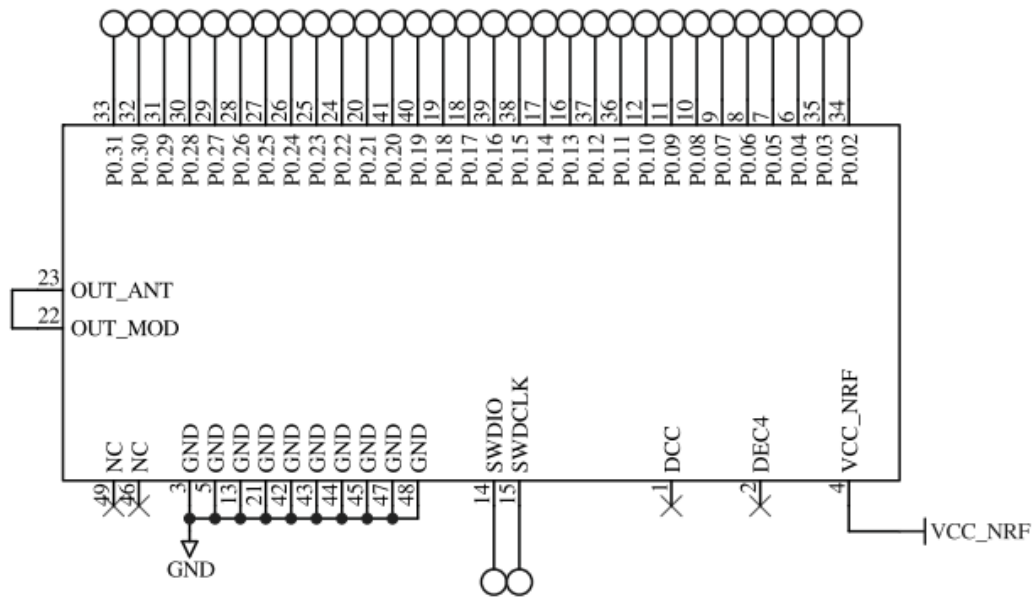 33 32 31 30 29 28 27 26 25 24 20 41 40 19 18 39 38 17 16 37 36 12 11 10 9 8 7 6 35 34
P0.31 P0.30 P0.29 P0.28 P0.27 P0.26 P0.25 P0.24 P0.23 P0.22 P0.21 P0.20 P0.19 P0.18 P0.17 P0.16 P0.15 P0.14 P0.13 P0.12 P0.11 P0.10 P0.09 P0.08 P0.07 P0.06 P0.05 P0.04 P0.03 P0.02
23 OUT_ANT
22 OUT_MOD
NC NC GND GND GND GND GND GND GND GND GND GND SWDIO SWDCLK DCC DEC4 VCC_NRF
49 46 3 5 13 21 42 43 44 45 47 48 14 15 1 2 4
VCC_NRF
GND